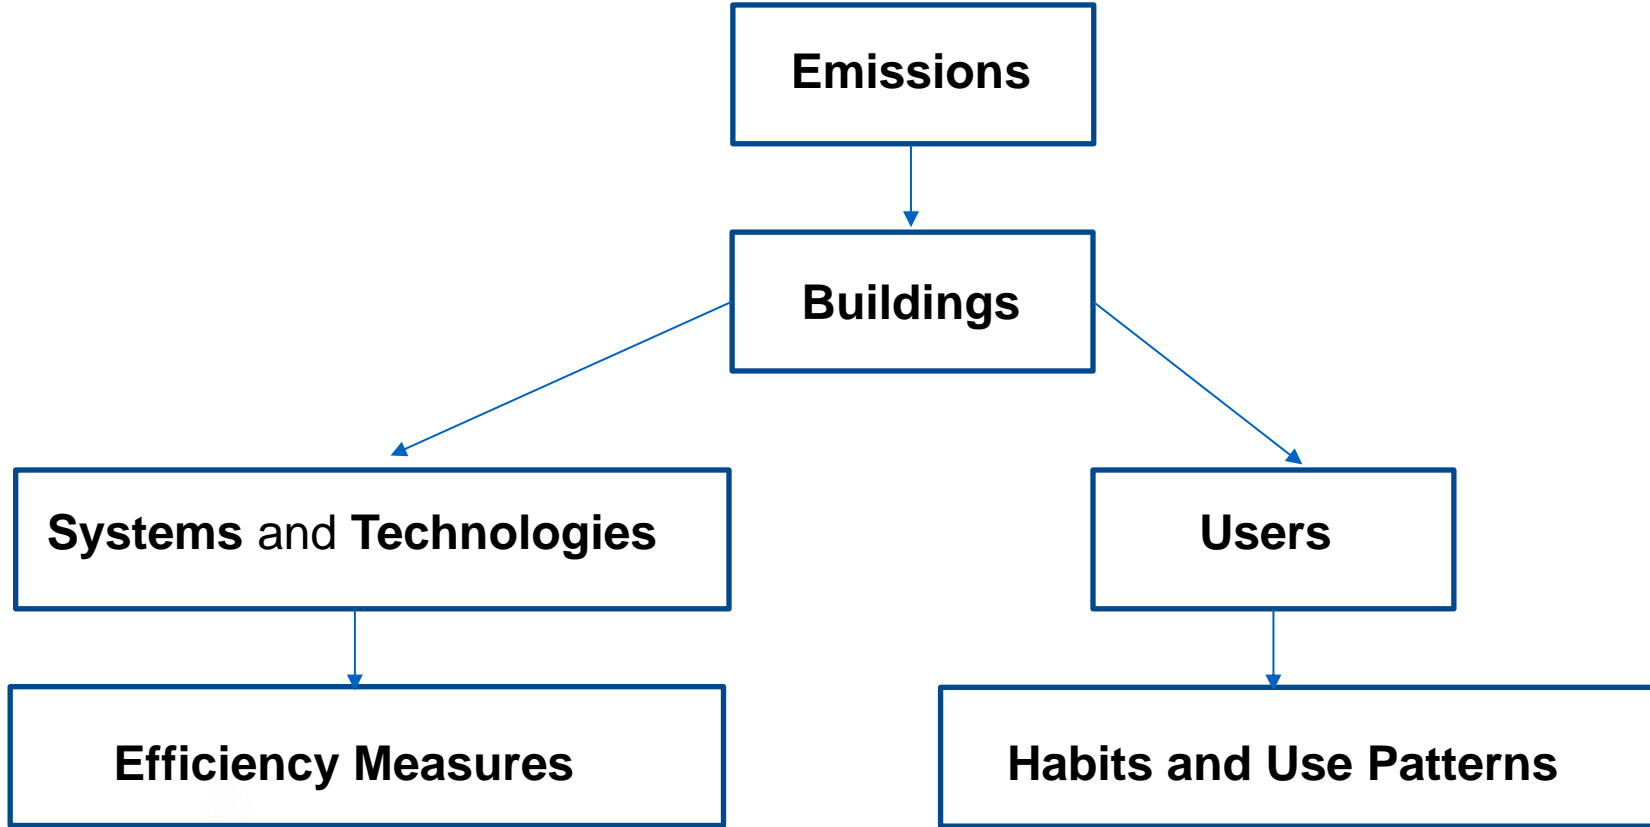 Emissions
Buildings
Systems and Technologies
Users
Efficiency Measures
Habits and Use Patterns